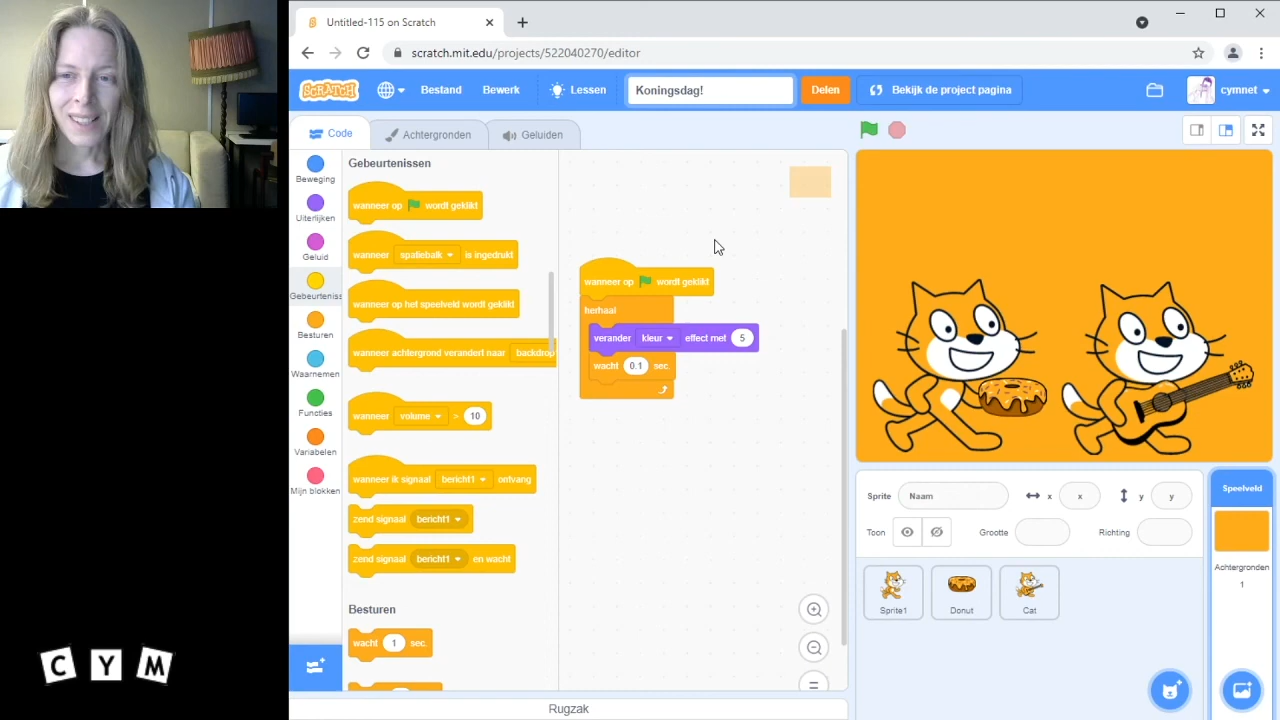 Untitled-115 on Scratch
scratch.mit.edu/projects/522040270/editor
SCRATCH
Bestand
Bewerk
Lessen
Koningsdag!
Delen
Bekijk de project pagina
cymnet
Code
Achtergronden
Geluiden
Beweging
Uiterlijken
Geluid
Gebeurteniss
Besturen
Waarnemen
Functies
Variabelen
Mijn blokken
Gebeurtenissen
wanneer op wordt geklikt
wanneer spatiebalk is ingedrukt
wanneer op het speelveld wordt geklikt
wanneer achtergrond verandert naar backdrop
wanneer volume > 10
wanneer ik signaal bericht1 ontvang
zend signaal bericht1
zend signaal bericht1 en wacht
Besturen
wacht 1 sec.
wanneer op wordt geklikt
herhaal
verander kleur effect met 5
wacht 0.1 sec.
Sprite Naam x x y y
Toon Grootte Richting
Sprite1
Donut
Cat
Speelveld
Achtergronden
1
Rugzak
CYM